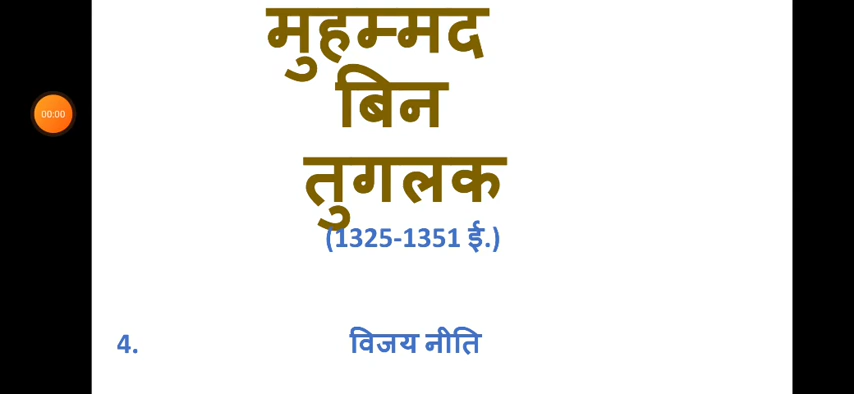 मुहम्मद
बिन
तुगलक
(1325-1351 ई.)
00:00
4. विजय नीति